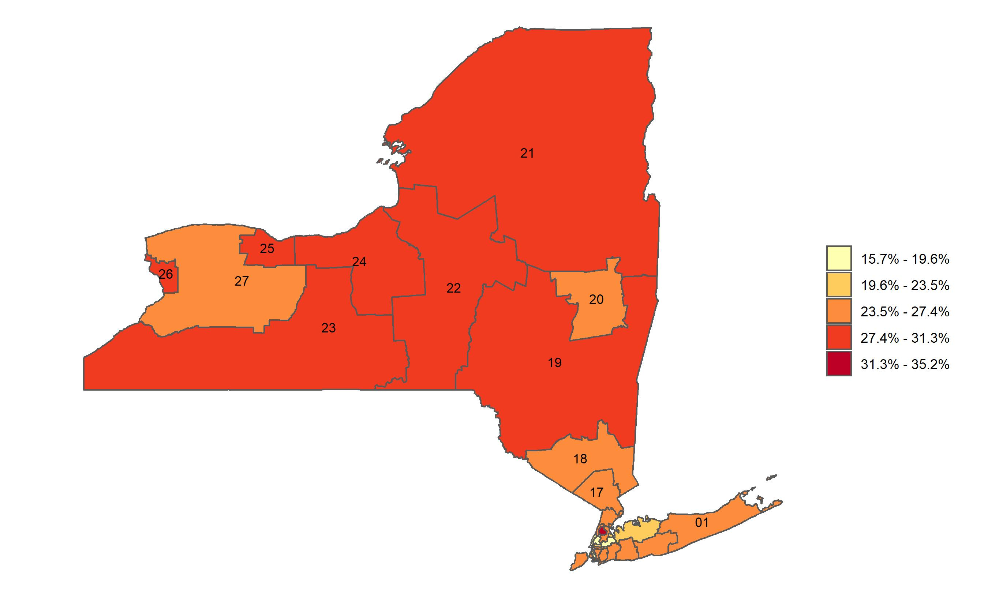 21
25
24
26
27
22
20
23
19
18
17
01
15.7% - 19.6%
19.6% - 23.5%
23.5% - 27.4%
27.4% - 31.3%
31.3% - 35.2%